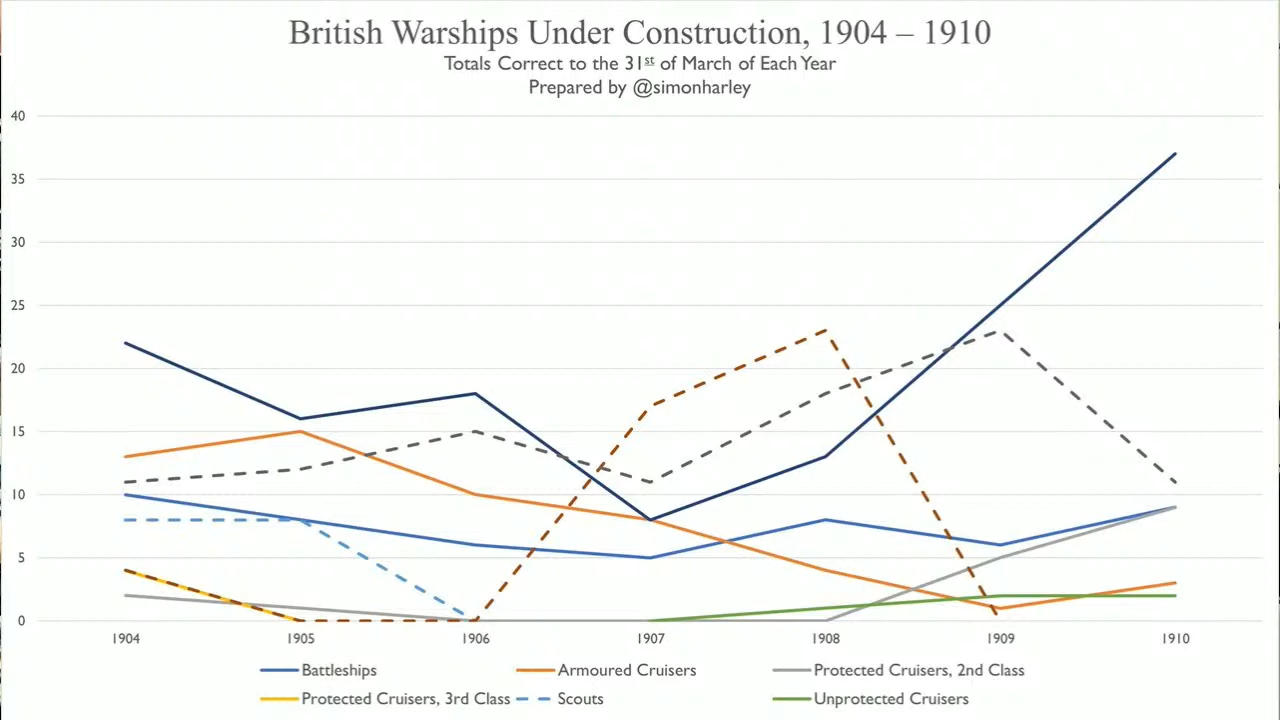 British Warships Under Construction, 1904 – 1910
Totals Correct to the 31st of March of Each Year
Prepared by @simonharley
40
35
30
25
20
15
10
5
0
1904 1905 1906 1907 1908 1909 1910
Battleships Armoured Cruisers Protected Cruisers, 2nd Class
Protected Cruisers, 3rd Class Scouts Unprotected Cruisers